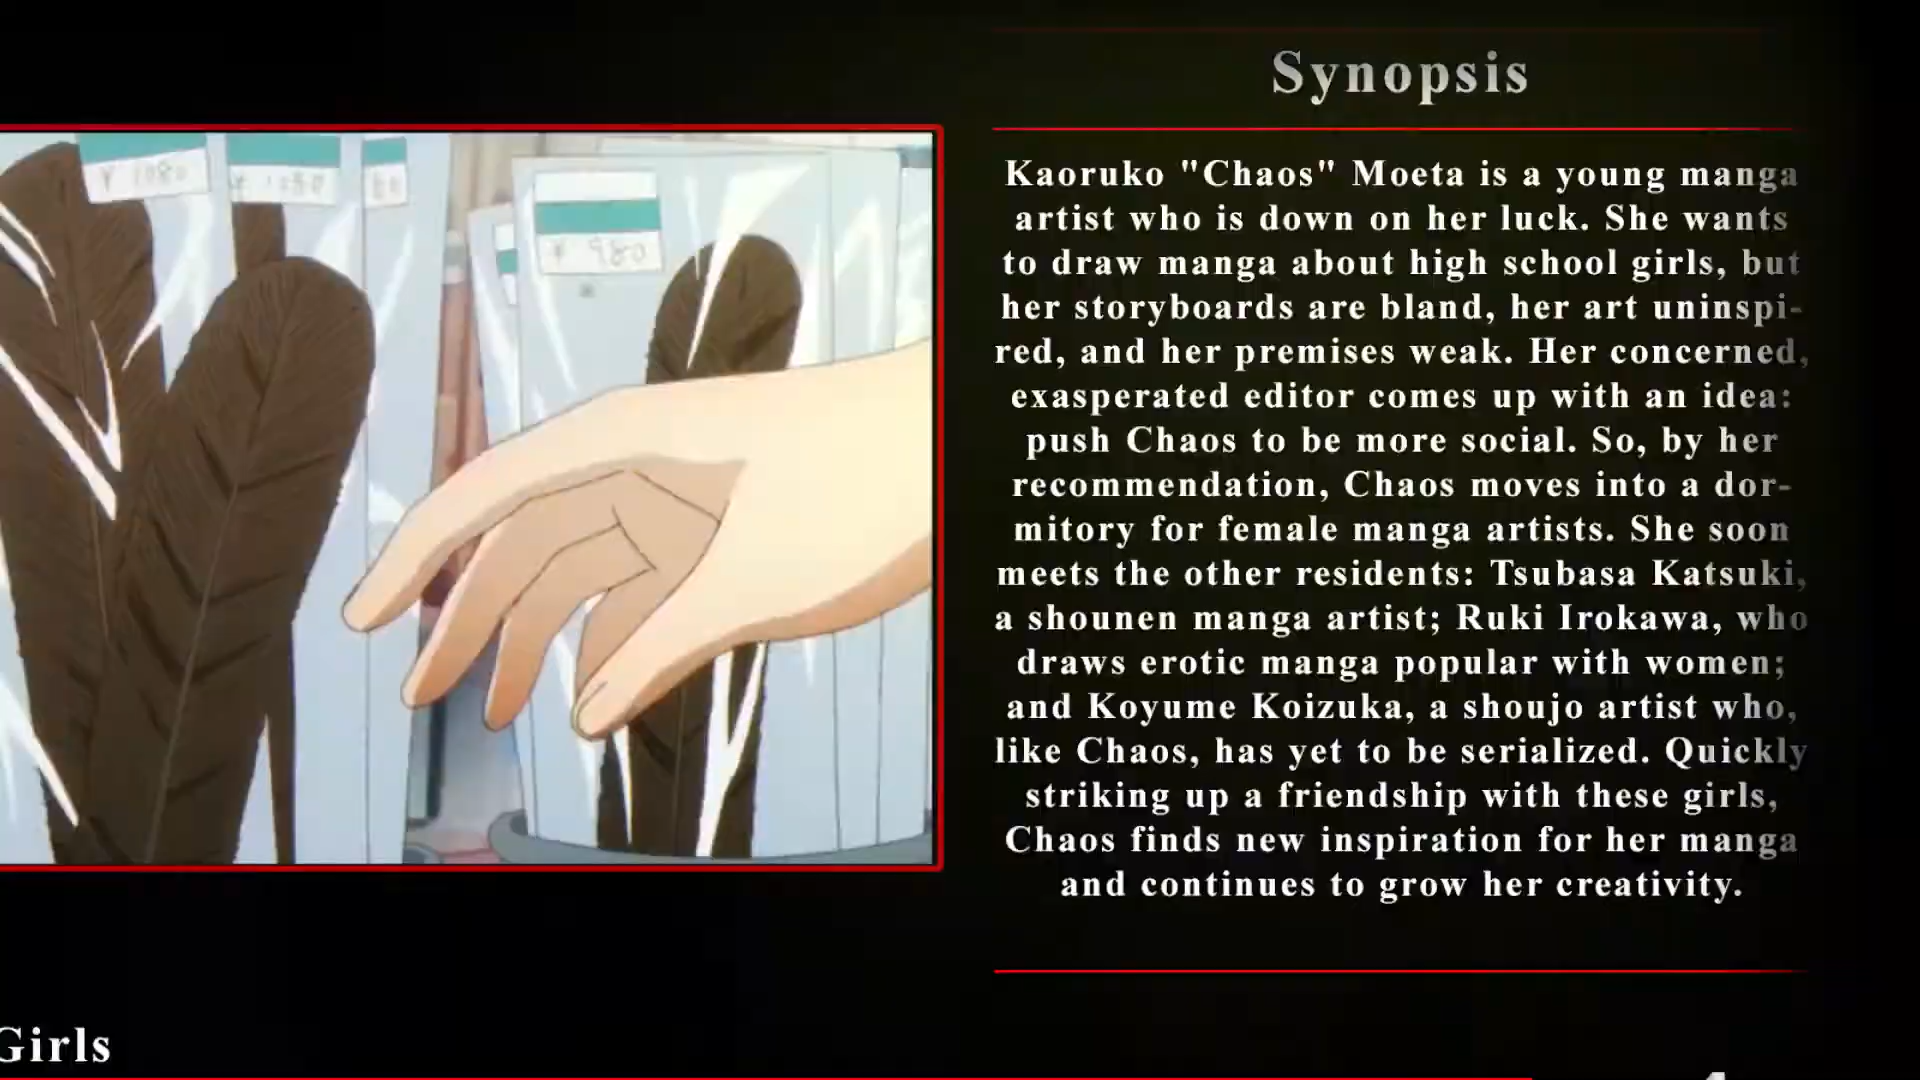 Synopsis
¥ 1080
¥ 1080
80
¥ 980
Kaoruko "Chaos" Moeta is a young manga
artist who is down on her luck. She wants
to draw manga about high school girls, but
her storyboards are bland, her art uninspi-
red, and her premises weak. Her concerned,
exasperated editor comes up with an idea:
push Chaos to be more social. So, by her
recommendation, Chaos moves into a dor-
mitory for female manga artists. She soon
meets the other residents: Tsubasa Katsuki,
a shounen manga artist; Ruki Irokawa, who
draws erotic manga popular with women;
and Koyume Koizuka, a shoujo artist who,
like Chaos, has yet to be serialized. Quickly
striking up a friendship with these girls,
Chaos finds new inspiration for her manga
and continues to grow her creativity.
Girls